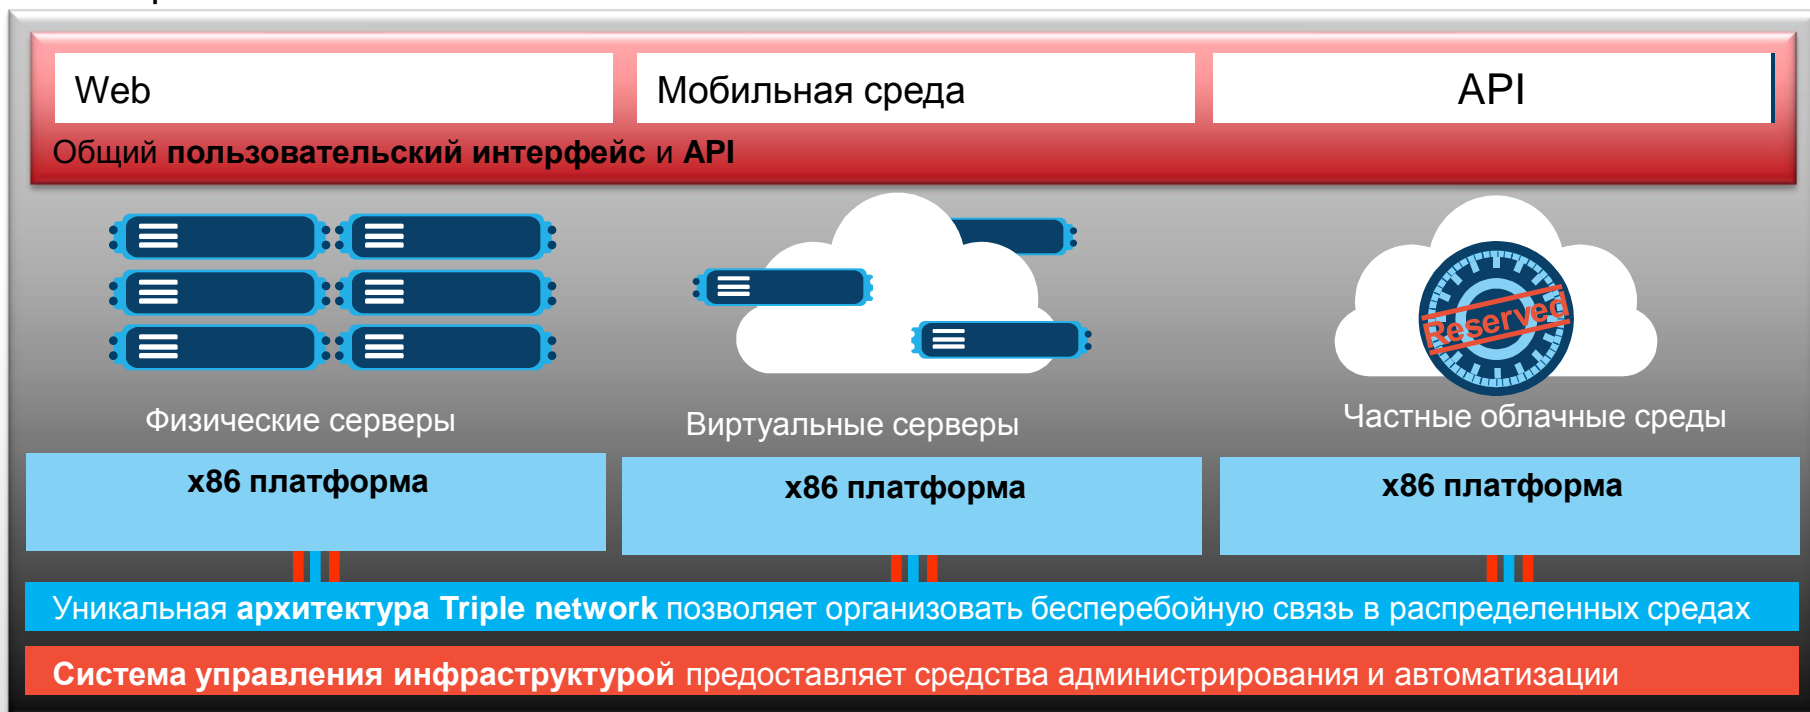 Web
Мобильная среда
API
Общий пользовательский интерфейс и API
Reserved
Физические серверы
Виртуальные серверы
Частные облачные среды
x86 платформа
x86 платформа
x86 платформа
Уникальная архитектура Triple network позволяет организовать бесперебойную связь в распределенных средах
Система управления инфраструктурой предоставляет средства администрирования и автоматизации